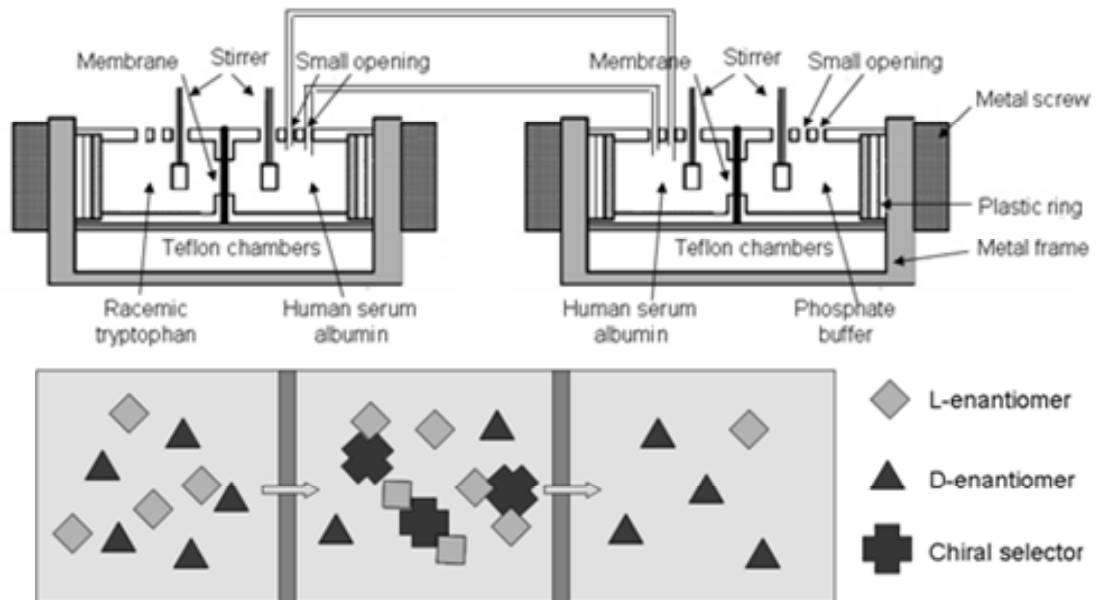 Membrane
Stirrer
Small opening
Membrane
Stirrer
Small opening
Metal screw
Plastic ring
Metal frame
Teflon chambers
Teflon chambers
Racemic
tryptophan
Human serum
albumin
Human serum
albumin
Phosphate
buffer
L-enantiomer
D-enantiomer
Chiral selector